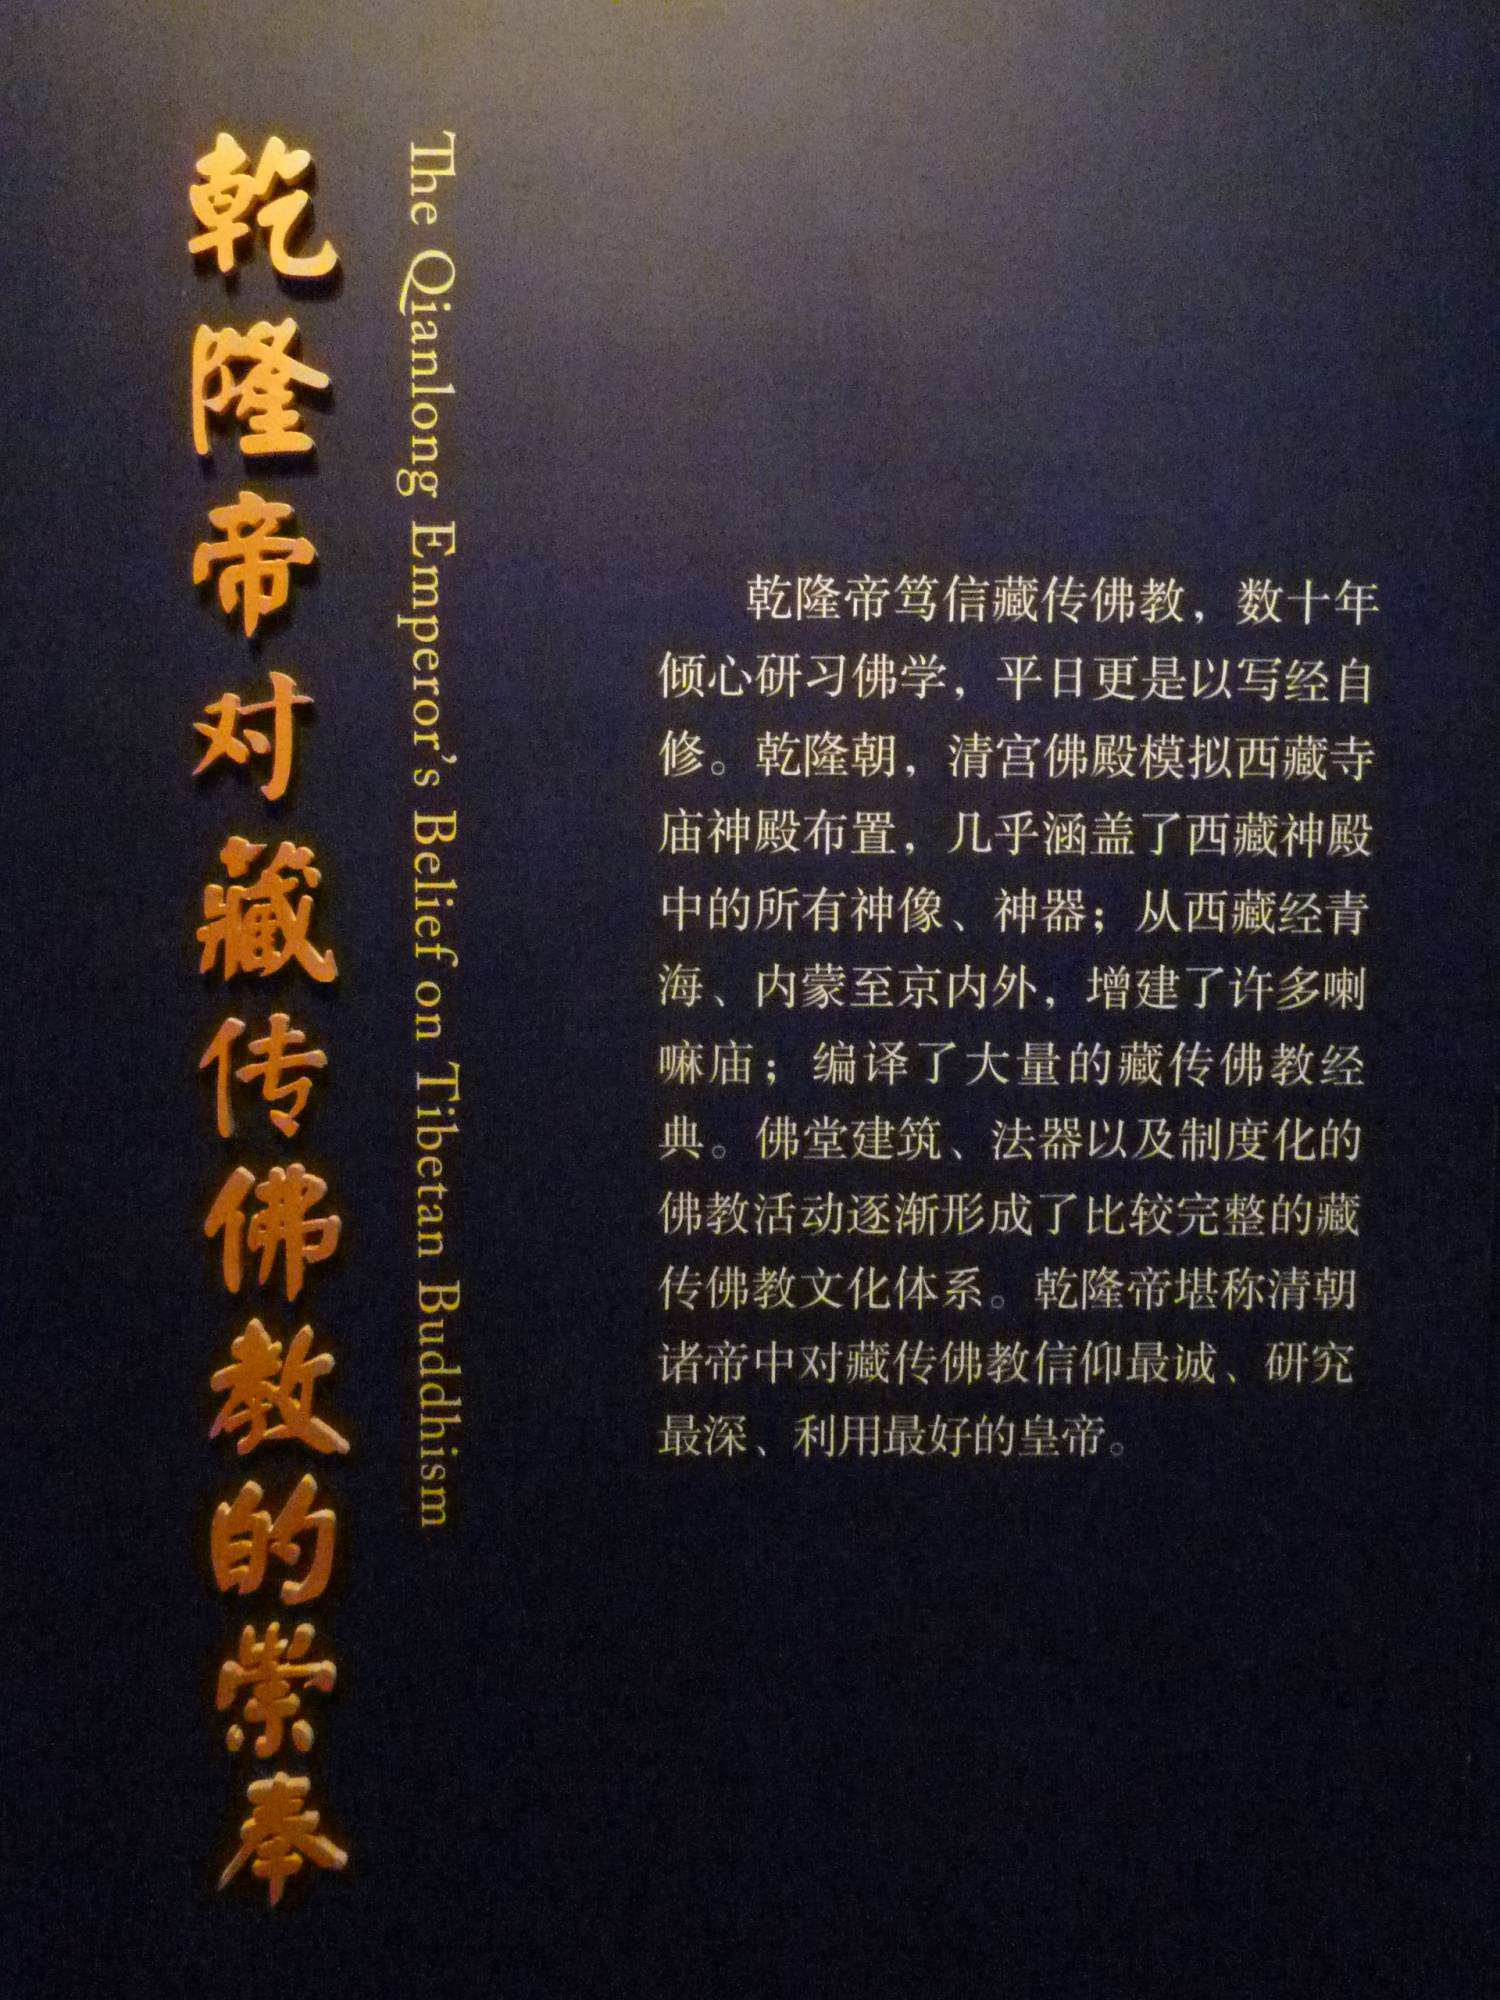 乾隆帝对藏传佛教的崇奉
The Qianlong Emperor's Belief on Tibetan Buddhism
乾隆帝笃信藏传佛教，数十年
倾心研习佛学，平日更是以写经自
修。乾隆朝，清宫佛殿模拟西藏寺
庙神殿布置，几乎涵盖了西藏神殿
中的所有神像、神器；从西藏经青
海、内蒙至京内外，增建了许多喇
嘛庙；编译了大量的藏传佛教经
典。佛堂建筑、法器以及制度化的
佛教活动逐渐形成了比较完整的藏
传佛教文化体系。乾隆帝堪称清朝
诸帝中对藏传佛教信仰最诚、研究
最深、利用最好的皇帝。